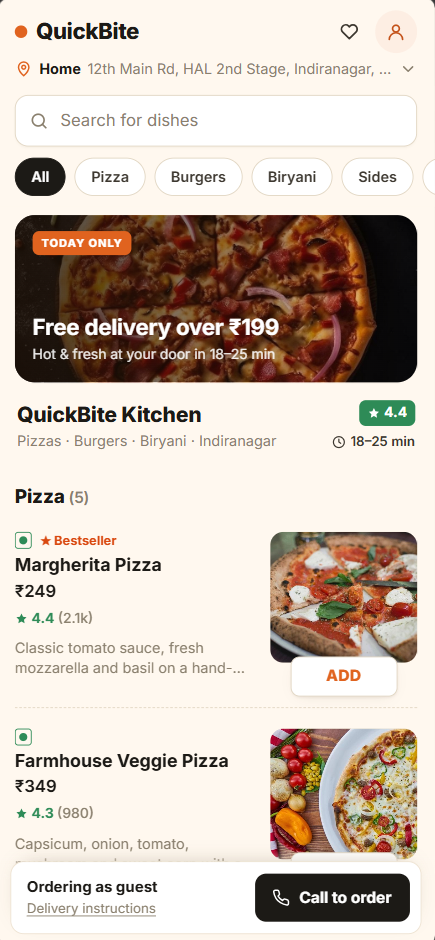 QuickBite
Home 12th Main Rd, HAL 2nd Stage, Indiranagar, ...
Search for dishes
All Pizza Burgers Biryani Sides
TODAY ONLY
Free delivery over ₹199
Hot & fresh at your door in 18–25 min
QuickBite Kitchen 4.4
Pizzas · Burgers · Biryani · Indiranagar 18–25 min
Pizza (5)
Bestseller
Margherita Pizza
₹249
4.4 (2.1k)
Classic tomato sauce, fresh
mozzarella and basil on a hand-...
ADD
Farmhouse Veggie Pizza
₹349
4.3 (980)
Capsicum, onion, tomato,
Ordering as guest
Delivery instructions
Call to order